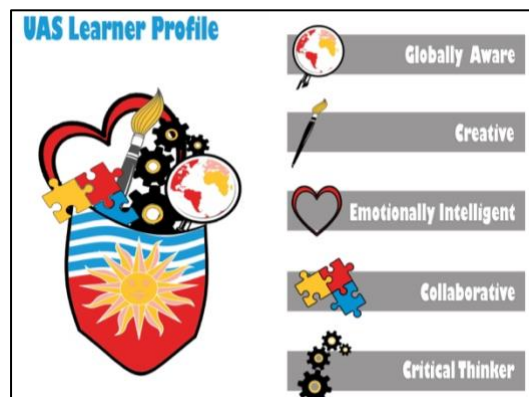 UAS Learner Profile
Globally Aware
Creative
Emotionally Intelligent
Collaborative
Critical Thinker